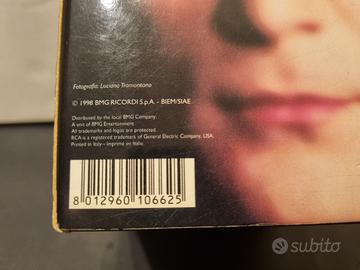 Fotografia: Luciano Tramontano
© 1998 BMG RICORDI S.p.A. - BIEM/SIAE
Distributed by the local BMG Company.
A unit of BMG Entertainment.
All trademarks and logos are protected.
RCA is a registered trademark of General Electric Company, USA.
Printed in Italy - Imprimé en Italie.
8 012960 106625
subito